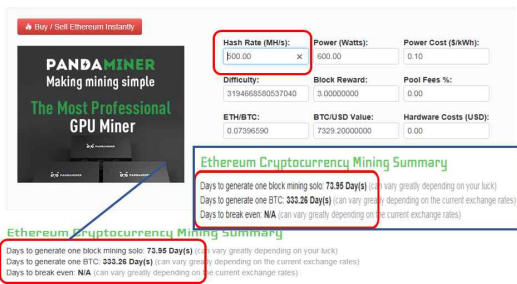 Buy / Sell Ethereum Instantly
PANDAMINER
Making mining simple
The Most Professional
GPU Miner
Hash Rate (MH/s):
Power (Watts):
Power Cost ($/kWh):
500.00
600.00
0.10
Difficulty:
Block Reward:
Pool Fees %:
3194668580537040
3.00000000
0.00
ETH/BTC:
BTC/USD Value:
Hardware Costs (USD):
0.07396590
7329.20000000
0.00
Ethereum Cryptocurrency Mining Summary
Days to generate one block mining solo: 73.95 Day(s) (can vary greatly depending on your luck)
Days to generate one BTC: 333.26 Day(s) (can vary greatly depending on the current exchange rates)
Days to break even: N/A (can vary greatly depending on the current exchange rates)
Ethereum Cryptocurrency Mining Summary
Days to generate one block mining solo: 73.95 Day(s) (can vary greatly depending on your luck)
Days to generate one BTC: 333.26 Day(s) (can vary greatly depending on the current exchange rates)
Days to break even: N/A (can vary greatly depending on the current exchange rates)